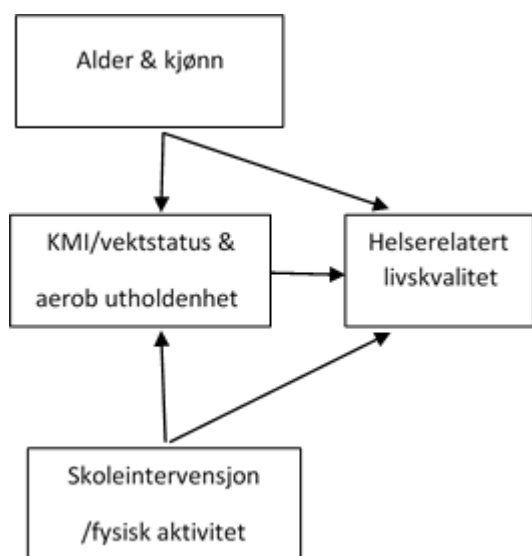 Alder & kjønn
KMI/vektstatus &
aerob utholdenhet
Helserelatert
livskvalitet
Skoleintervensjon
/fysisk aktivitet